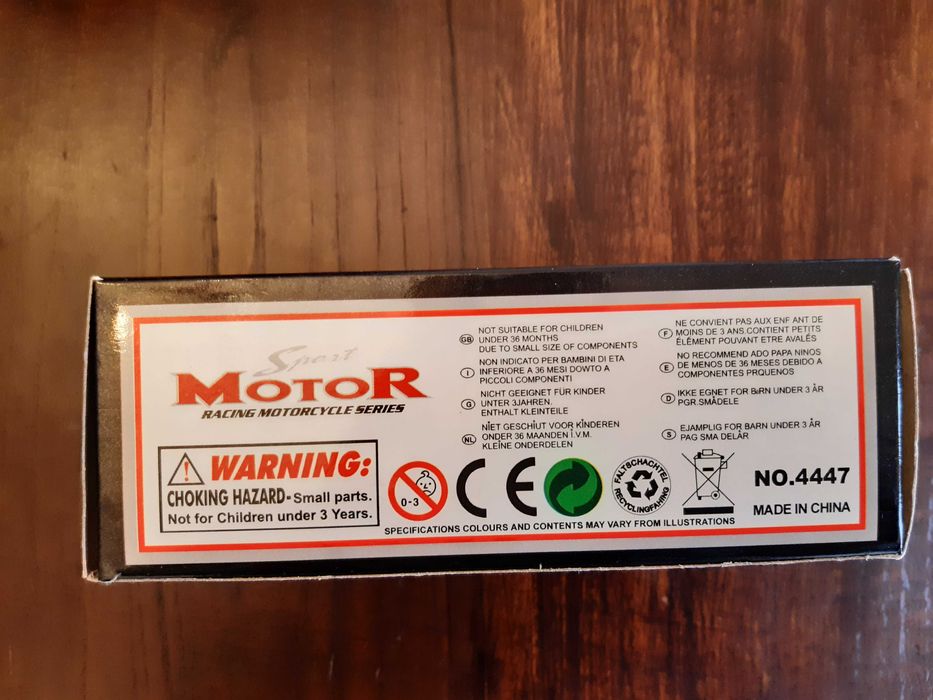 Sport
MOTOR
RACING MOTORCYCLE SERIES
WARNING:
CHOKING HAZARD- Small parts.
Not for Children under 3 Years.
GB
NOT SUITABLE FOR CHILDREN
UNDER 36 MONTHS
DUE TO SMALL SIZE OF COMPONENTS
I
NON INDICATO PER BAMBINI DI ETA
INFERIORE A 36 MESI DOWTO A
PICCOLI COMPONENTI
G
NICHT GEEIGNET FÜR KINDER
UNTER 3JAHREN.
ENTHALT KLEINTEILE
NL
NIET GESCHIUT VOOR KINDEREN
ONDER 36 MAANDEN I.V.M.
KLEINE ONDERDELEN
F
NE CONVIENT PAS AUX ENF ANT DE
MOINS DE 3 ANS.CONTIENT PETITS
ÉLÉMENT POUVANT ETRE AVALÉS
E
NO RECOMMEND ADO PAPA NINOS
DE MENOS DE 36 MESES DEBIDO A
COMPONENTES PRQUENOS
D
IKKE EGNET FOR BØRN UNDER 3 ÅR
PGR.SMÅDELE
S
EJAMPLIG FOR BARN UNDER 3 ÅR
PAG SMA DELÅR
0-3
CE
FALTSCHACHTEL
RECYCLINGFÄHING
NO.4447
MADE IN CHINA
SPECIFICATIONS COLOURS AND CONTENTS MAY VARY FROM ILLUSTRATIONS